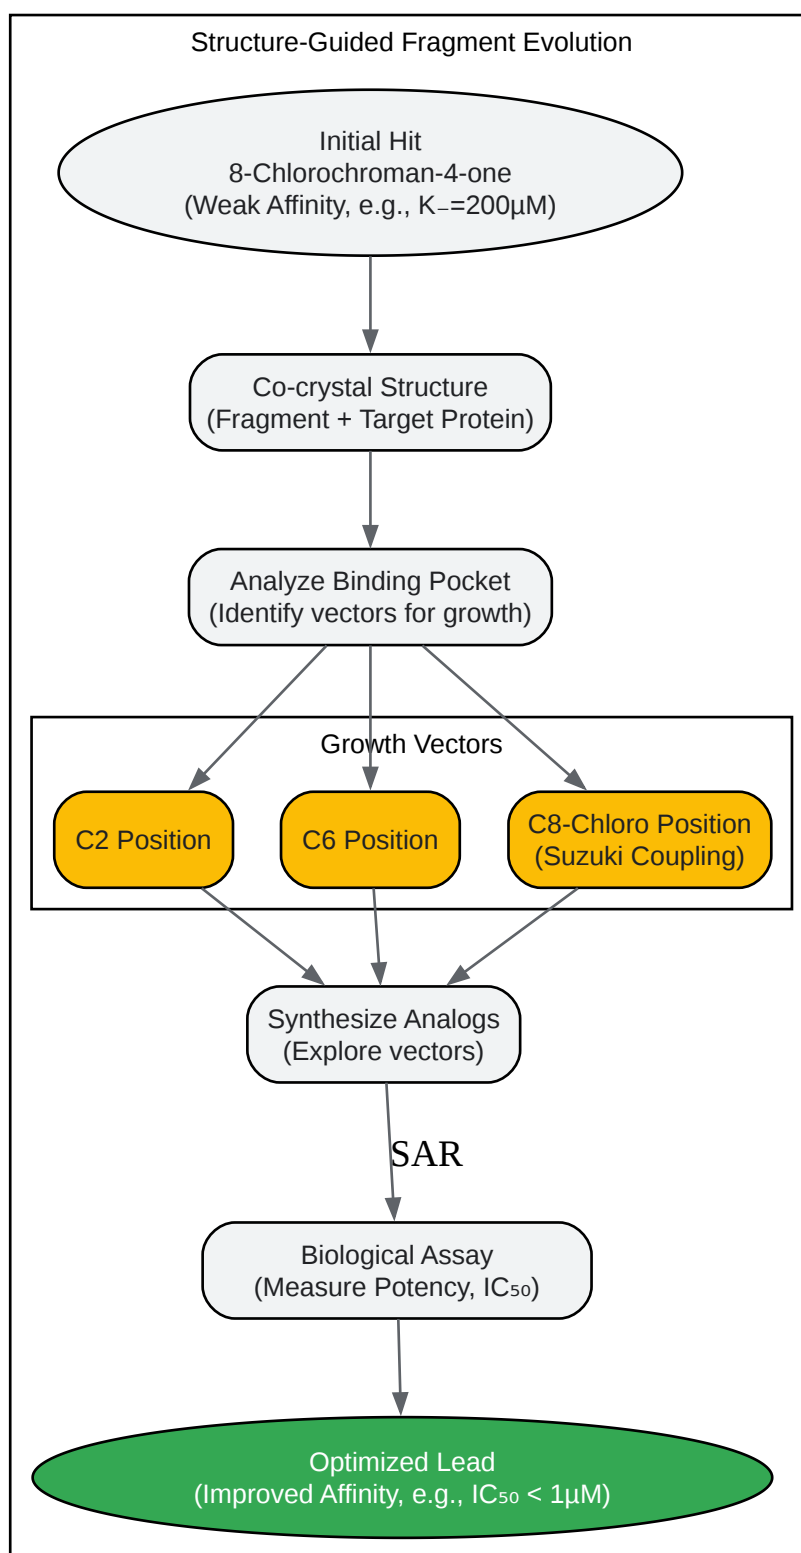 Structure-Guided Fragment Evolution
Initial Hit
8-Chlorochroman-4-one
(Weak Affinity, e.g., K₋=200µM)
Co-crystal Structure
(Fragment + Target Protein)
Analyze Binding Pocket
(Identify vectors for growth)
Growth Vectors
C2 Position
C6 Position
C8-Chloro Position
(Suzuki Coupling)
Synthesize Analogs
(Explore vectors)
SAR
Biological Assay
(Measure Potency, IC₅₀)
Optimized Lead
(Improved Affinity, e.g., IC₅₀ < 1µM)